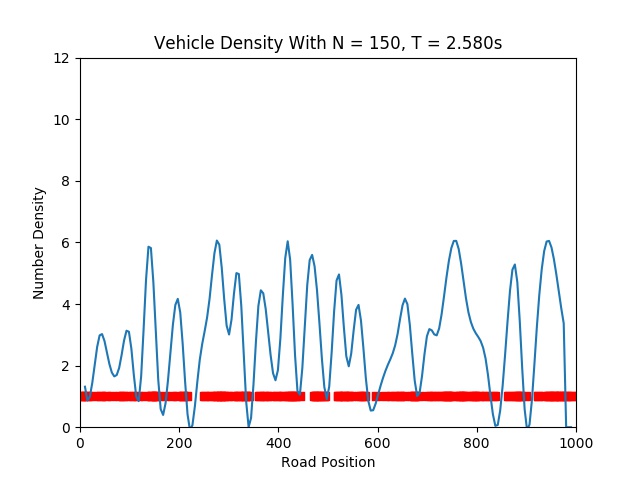 Vehicle Density With N = 150, T = 2.580s
12
10
8
6
4
2
0
Number Density
0 200 400 600 800 1000
Road Position